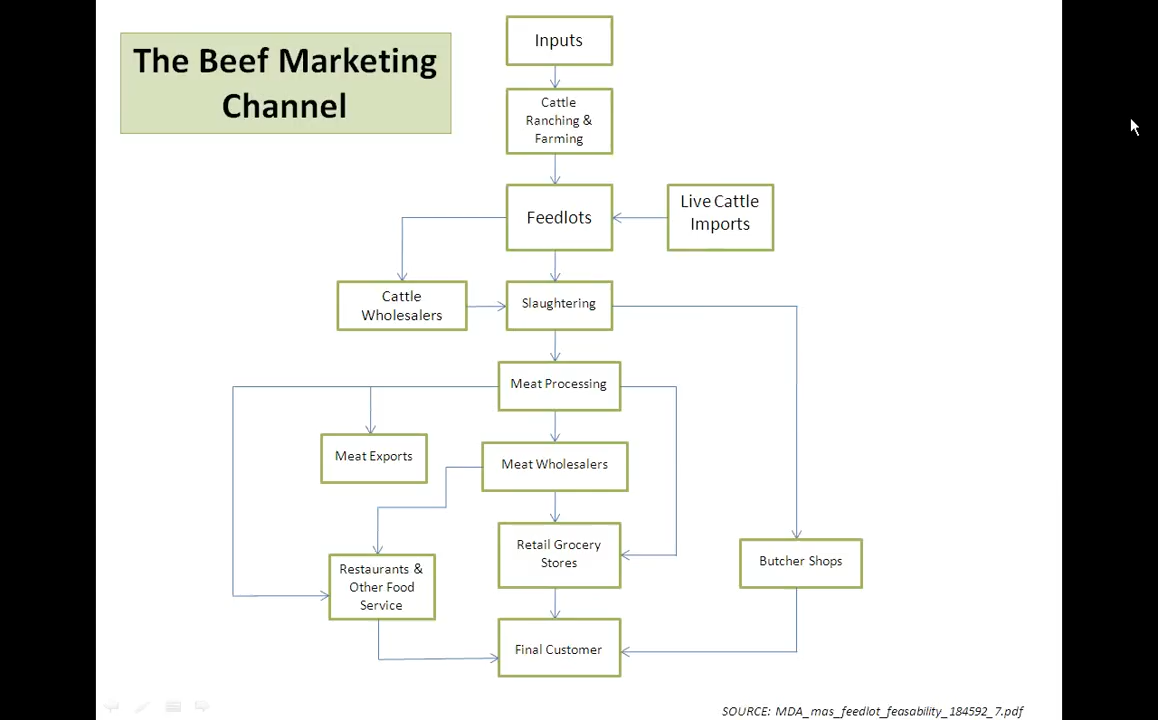 The Beef Marketing
Channel
Inputs
Cattle
Ranching &
Farming
Feedlots
Live Cattle
Imports
Cattle
Wholesalers
Slaughtering
Meat Processing
Meat Exports
Meat Wholesalers
Retail Grocery
Stores
Butcher Shops
Restaurants &
Other Food
Service
Final Customer
SOURCE: MDA_mas_feedlot_feasability_184592_7.pdf